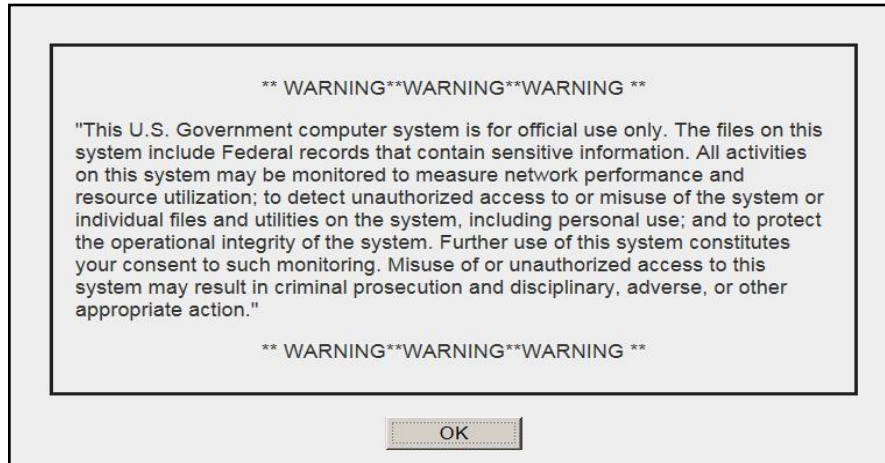 ** WARNING**WARNING**WARNING **
"This U.S. Government computer system is for official use only. The files on this
system include Federal records that contain sensitive information. All activities
on this system may be monitored to measure network performance and
resource utilization; to detect unauthorized access to or misuse of the system or
individual files and utilities on the system, including personal use; and to protect
the operational integrity of the system. Further use of this system constitutes
your consent to such monitoring. Misuse of or unauthorized access to this
system may result in criminal prosecution and disciplinary, adverse, or other
appropriate action."
** WARNING**WARNING**WARNING **
OK